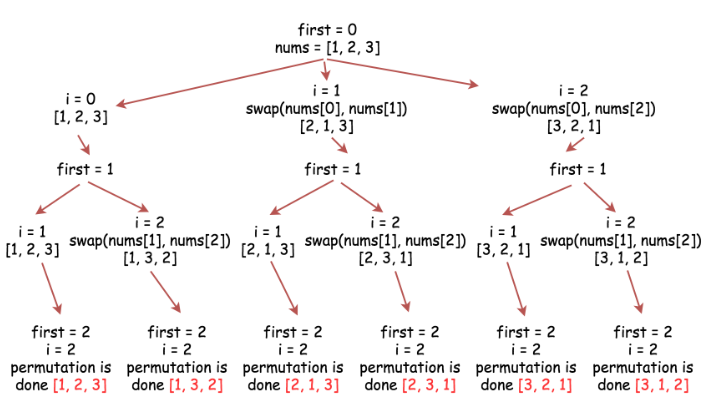 first = 0
nums = [1, 2, 3]
i = 0
[1, 2, 3]
i = 1
swap(nums[0], nums[1])
[2, 1, 3]
i = 2
swap(nums[0], nums[2])
[3, 2, 1]
first = 1
first = 1
first = 1
i = 1
[1, 2, 3]
i = 2
swap(nums[1], nums[2])
[1, 3, 2]
i = 1
[2, 1, 3]
i = 2
swap(nums[1], nums[2])
[2, 3, 1]
i = 1
[3, 2, 1]
i = 2
swap(nums[1], nums[2])
[3, 1, 2]
first = 2
i = 2
permutation is
done [1, 2, 3]
first = 2
i = 2
permutation is
done [1, 3, 2]
first = 2
i = 2
permutation is
done [2, 1, 3]
first = 2
i = 2
permutation is
done [2, 3, 1]
first = 2
i = 2
permutation is
done [3, 2, 1]
first = 2
i = 2
permutation is
done [3, 1, 2]